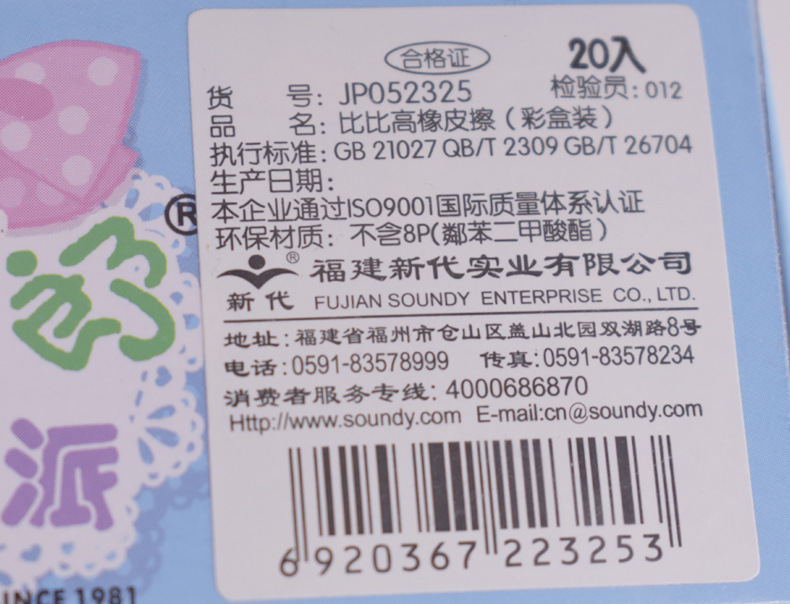 合格证
20入
货号: JP052325
检验员: 012
品名: 比比高橡皮擦（彩盒装）
执行标准: GB 21027 QB/T 2309 GB/T 26704
生产日期:
本企业通过ISO9001国际质量体系认证
环保材质: 不含8P(邻苯二甲酸酯）
®
福建新代实业有限公司
新代 FUJIAN SOUNDY ENTERPRISE CO., LTD.
地址: 福建省福州市仓山区盖山北园双湖路8号
电话: 0591-83578999 传真: 0591-83578234
消费者服务专线: 4000686870
Http://www.soundy.com E-mail:cn@soundy.com
6 920367 223253
®
派
INCE 1981